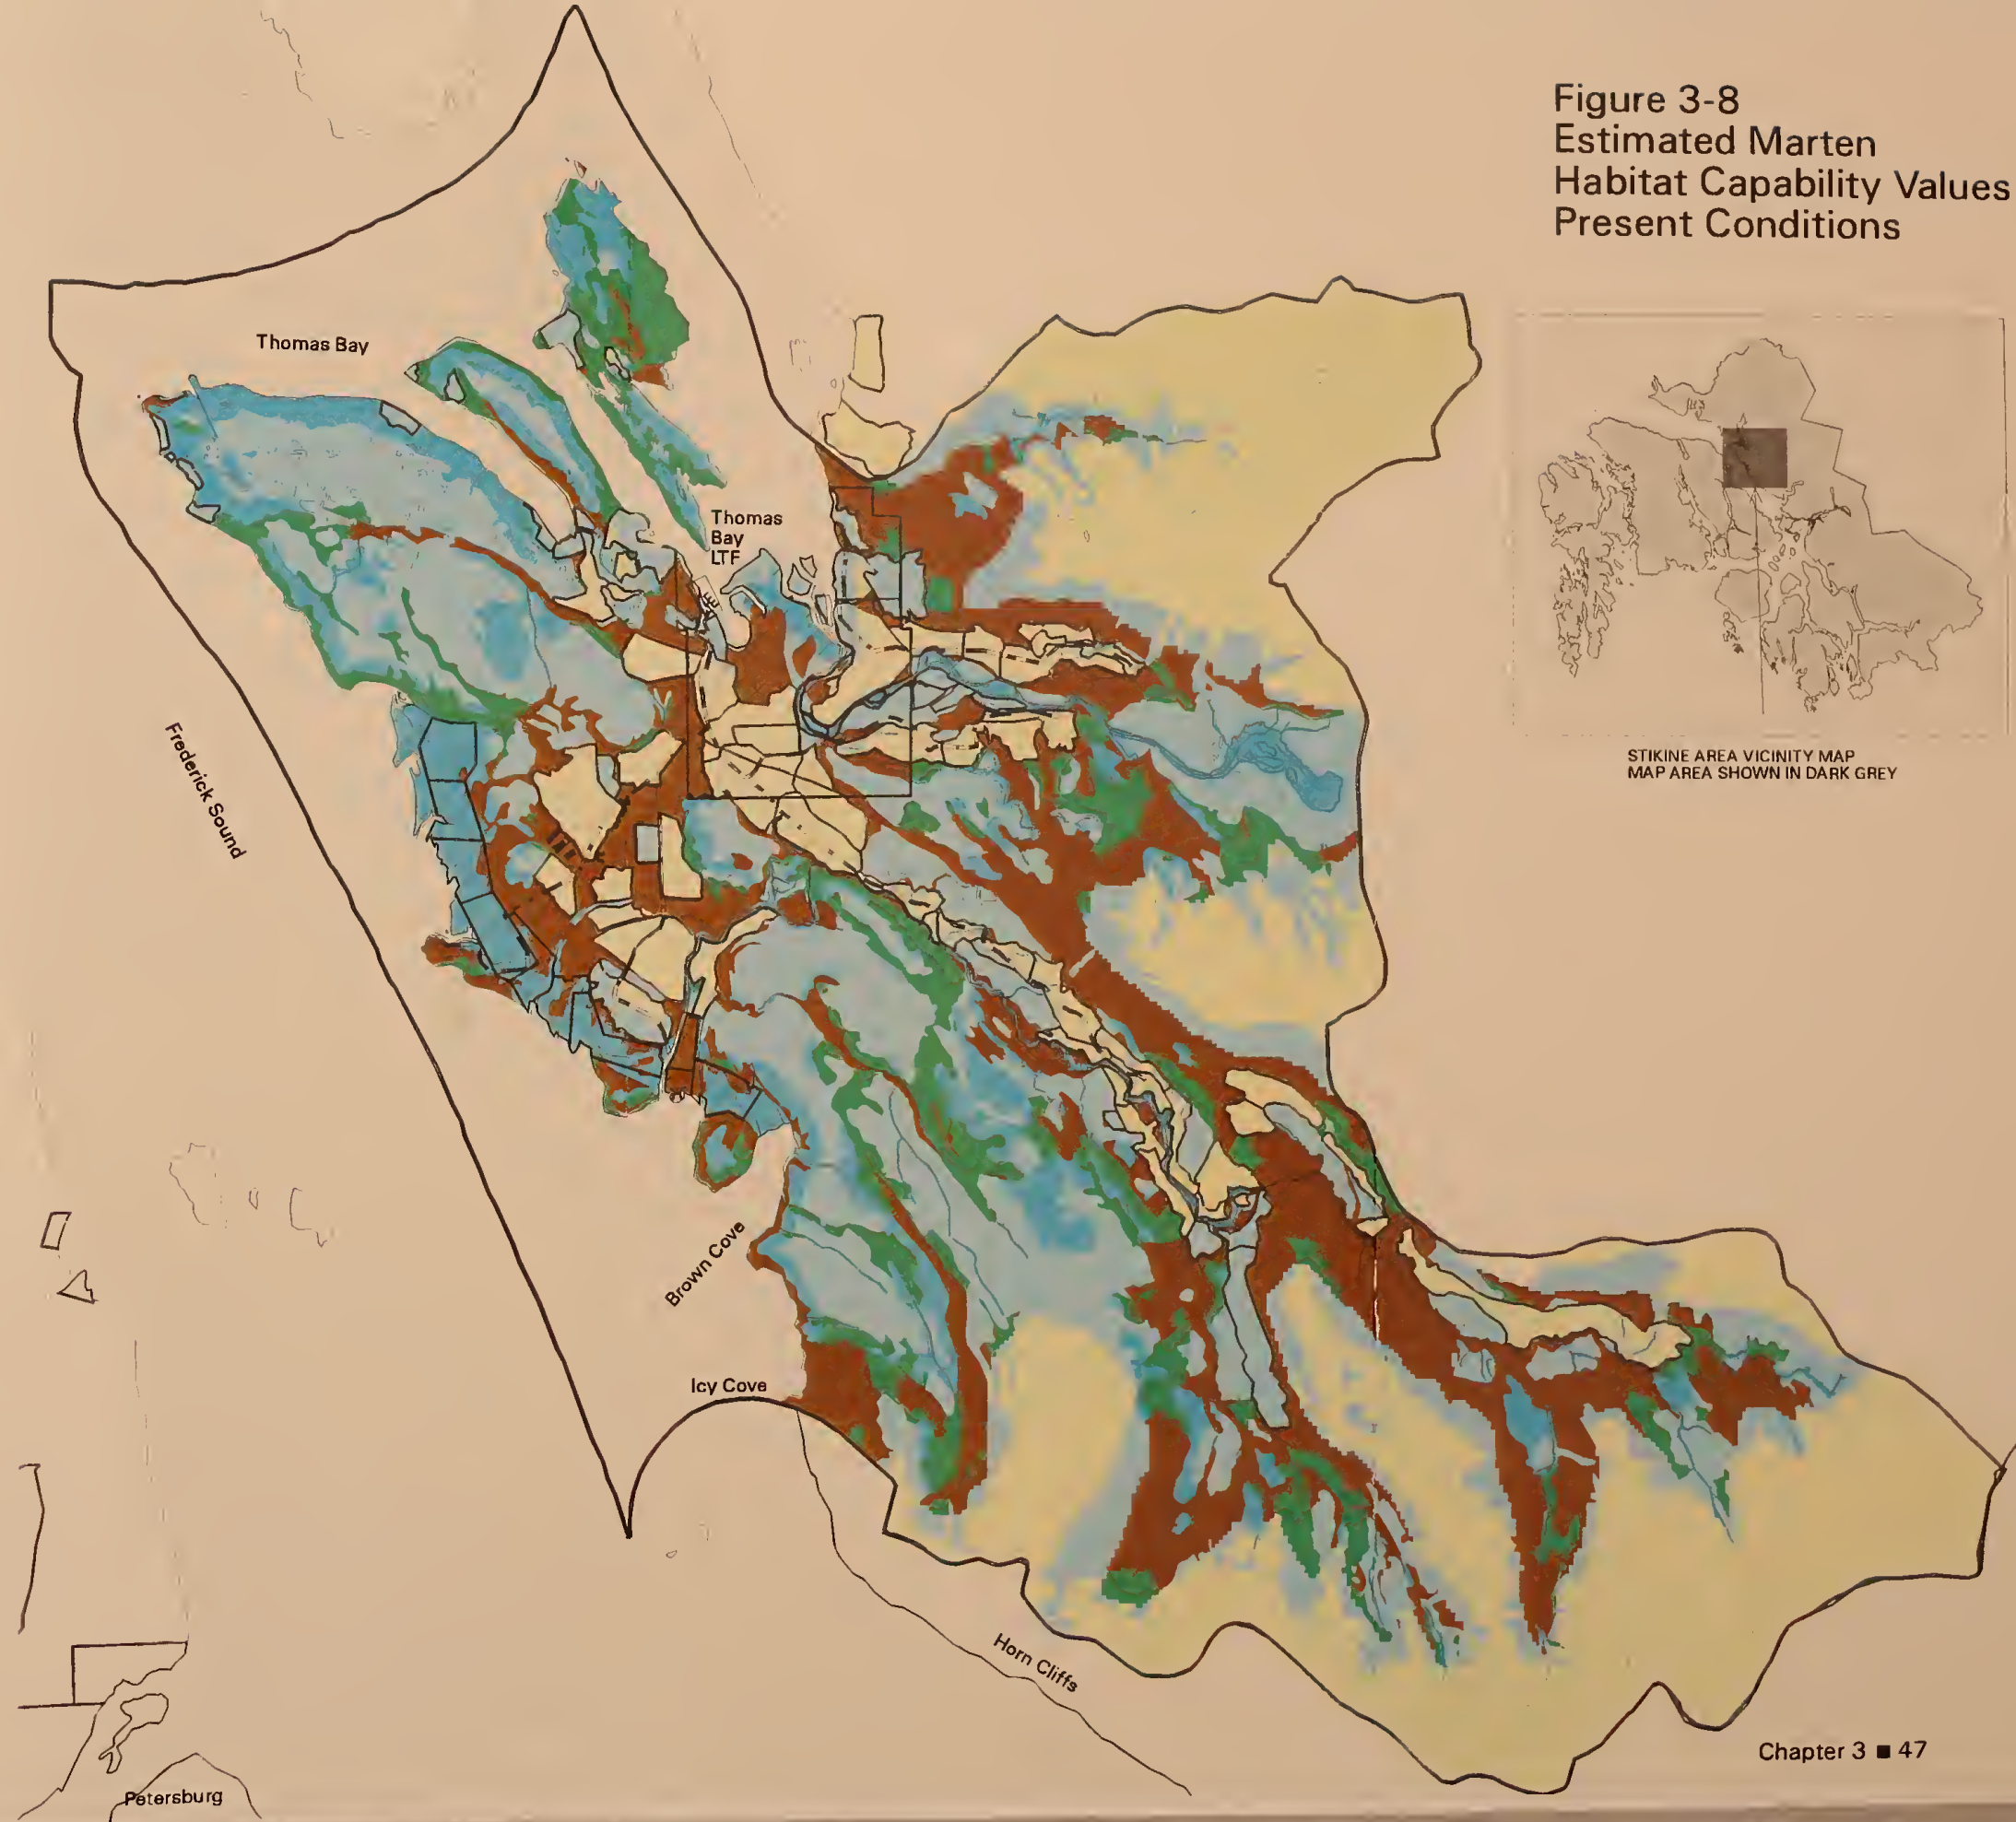 Figure 3-8
Estimated Marten
Habitat Capability Values
Present Conditions
Thomas Bay
Thomas
Bay
LTF
Frederick Sound
STIKINE AREA VICINITY MAP
MAP AREA SHOWN IN DARK GREY
Brown Cove
Icy Cove
Horn Cliffs
Chapter 3 ■ 47
Petersburg